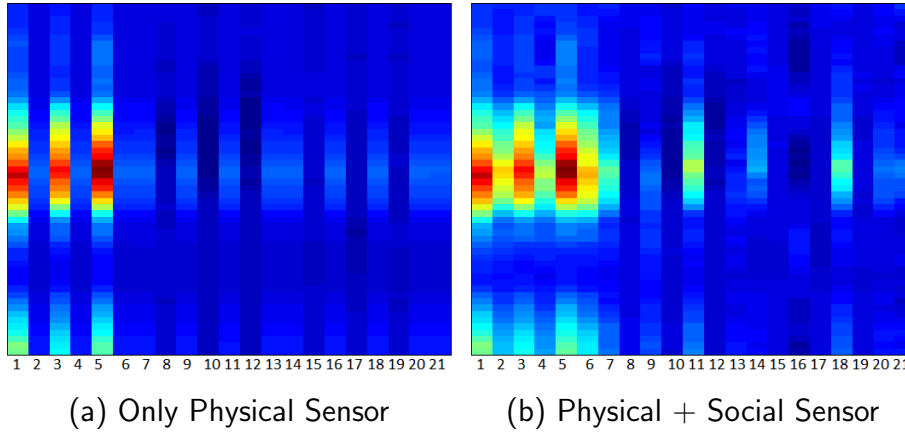 1 2 3 4 5 6 7 8 9 10 11 12 13 14 15 16 17 18 19 20 21
1 2 3 4 5 6 7 8 9 10 11 12 13 14 15 16 17 18 19 20 21
(a) Only Physical Sensor
(b) Physical + Social Sensor